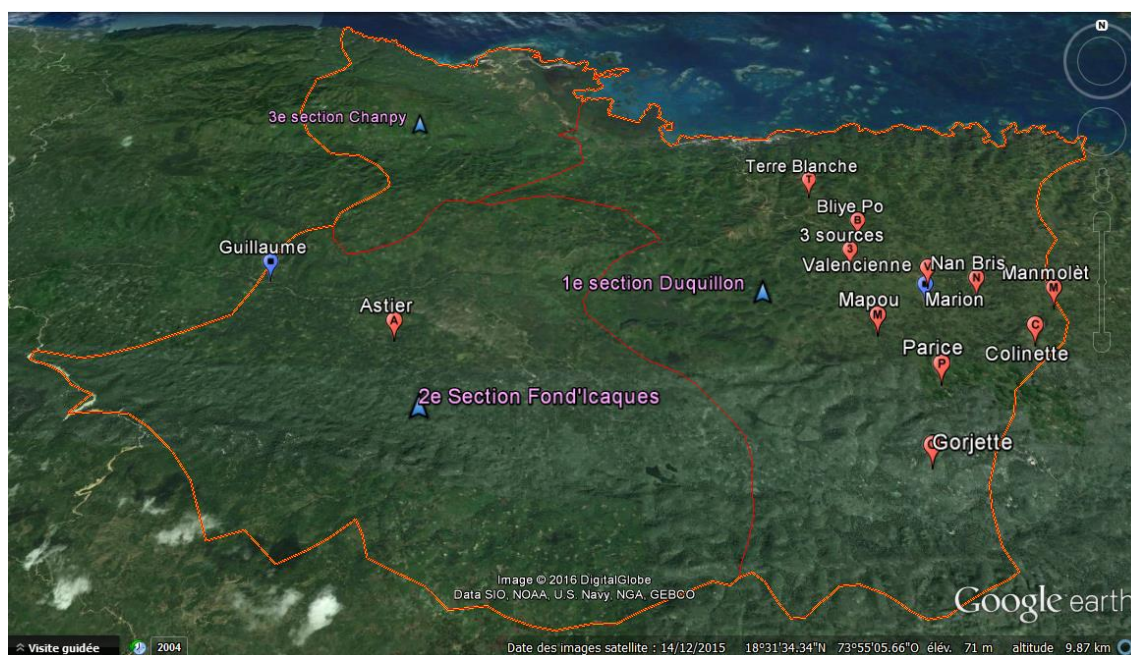 N
3e section Chanpy
Terre Blanche
T
Bliye Po
B
3 sources
3
Guillaume
Valencienne
V
Nan Bris
N
Manmolèt
M
1e section Duquillon
Astier
A
Mapou
M
Marion
Colinette
C
Parice
P
2e Section Fond'Icaques
Gorjette
Image © 2016 DigitalGlobe
Data SIO, NOAA, U.S. Navy, NGA, GEBCO
Google earth
Visite guidée
2004
Date des images satellite : 14/12/2015 18°31'34.34"N 73°55'05.66"O élév. 71 m altitude 9.87 km